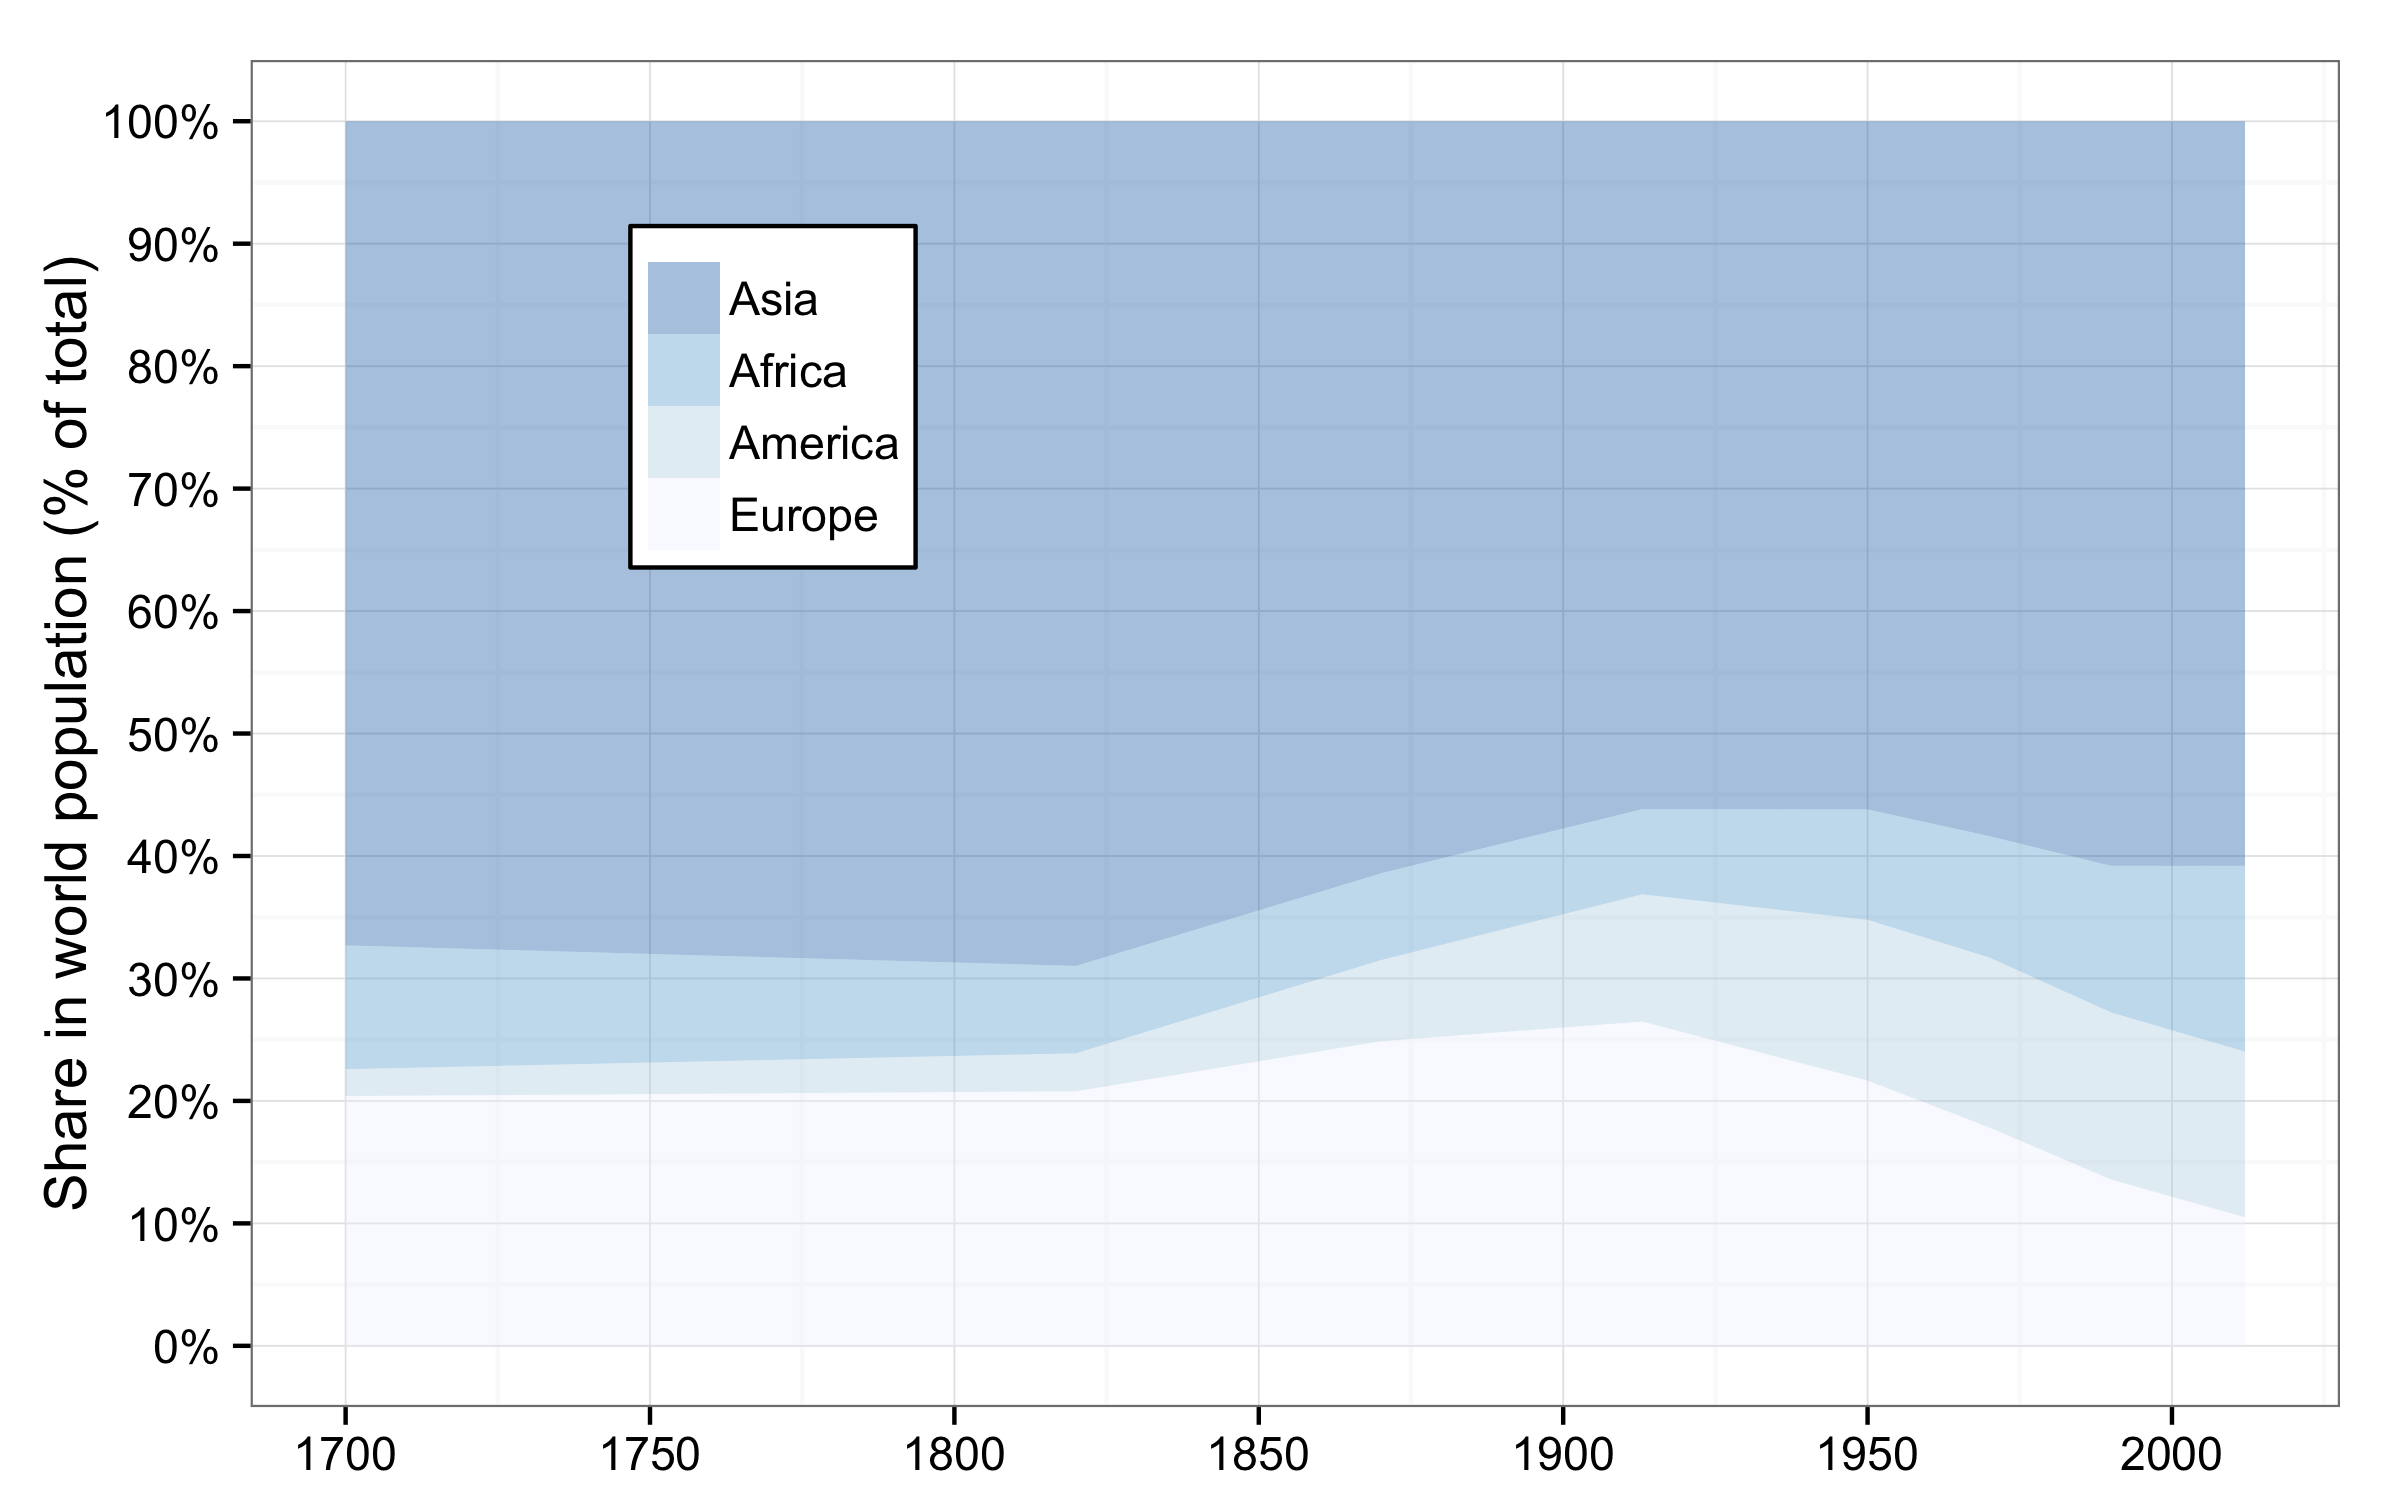 Share in world population (% of total)
100%
90%
80%
70%
60%
50%
40%
30%
20%
10%
0%
Asia
Africa
America
Europe
1700 1750 1800 1850 1900 1950 2000